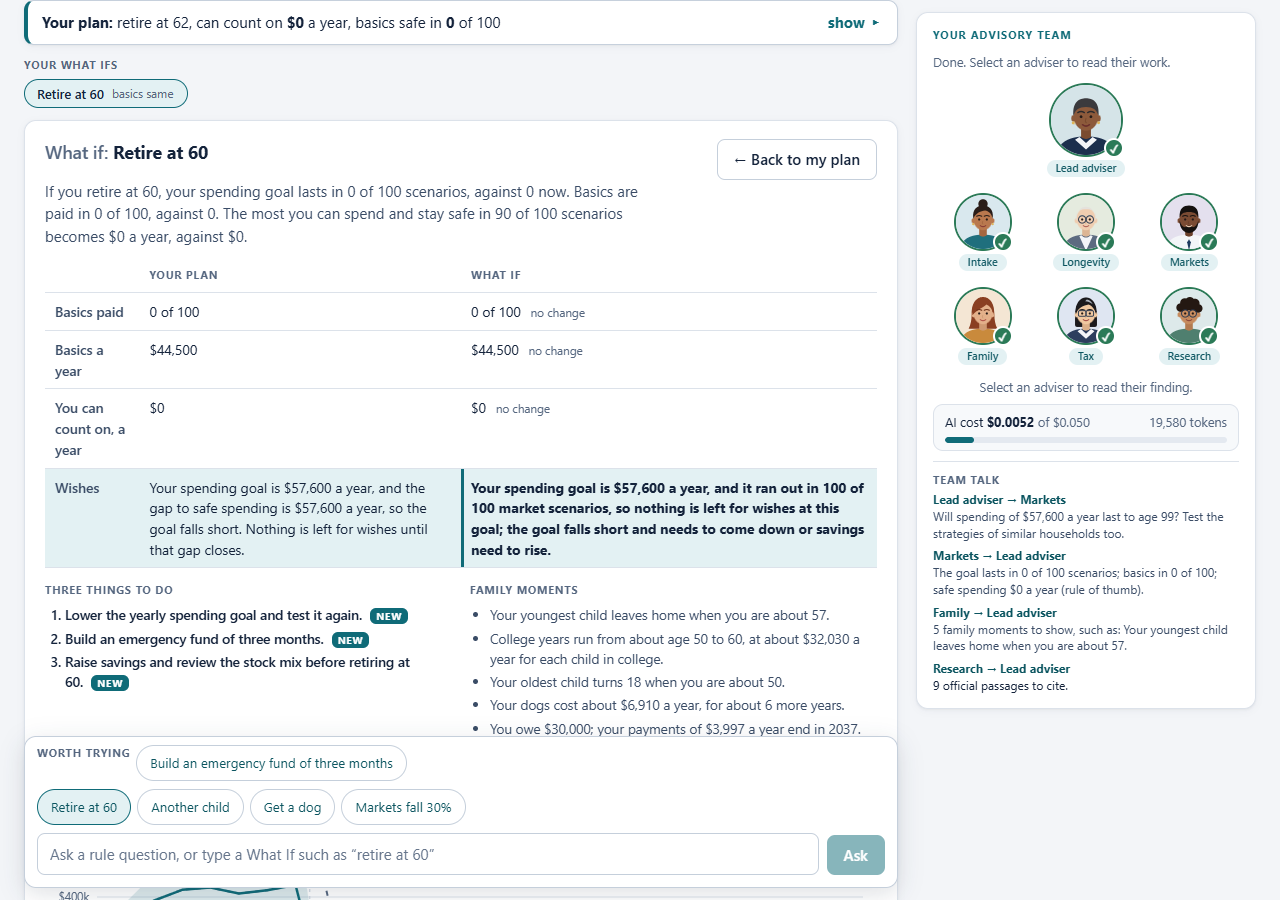 Your plan: retire at 62, can count on $0 a year, basics safe in 0 of 100
show ▸
YOUR WHAT IFS
Retire at 60 basics same
What if: Retire at 60
← Back to my plan
If you retire at 60, your spending goal lasts in 0 of 100 scenarios, against 0 now. Basics are
paid in 0 of 100, against 0. The most you can spend and stay safe in 90 of 100 scenarios
becomes $0 a year, against $0.
YOUR PLAN
WHAT IF
Basics paid
0 of 100
0 of 100 no change
Basics a
year
$44,500
$44,500 no change
You can
count on, a
year
$0
$0 no change
Wishes
Your spending goal is $57,600 a year, and the
gap to safe spending is $57,600 a year, so the
goal falls short. Nothing is left for wishes until
that gap closes.
Your spending goal is $57,600 a year, and it ran out in 100 of
100 market scenarios, so nothing is left for wishes at this
goal; the goal falls short and needs to come down or savings
need to rise.
THREE THINGS TO DO
1. Lower the yearly spending goal and test it again. NEW
2. Build an emergency fund of three months. NEW
3. Raise savings and review the stock mix before retiring at
60. NEW
FAMILY MOMENTS
• Your youngest child leaves home when you are about 57.
• College years run from about age 50 to 60, at about $32,030 a
year for each child in college.
• Your oldest child turns 18 when you are about 50.
• Your dogs cost about $6,910 a year, for about 6 more years.
• You owe $30,000; your payments of $3,997 a year end in 2037.
WORTH TRYING
Build an emergency fund of three months
Retire at 60
Another child
Get a dog
Markets fall 30%
Ask a rule question, or type a What If such as “retire at 60”
Ask
$400k
YOUR ADVISORY TEAM
Done. Select an adviser to read their work.
Lead adviser
Intake
Longevity
Markets
Family
Tax
Research
Select an adviser to read their finding.
AI cost $0.0052 of $0.050
19,580 tokens
TEAM TALK
Lead adviser → Markets
Will spending of $57,600 a year last to age 99? Test the
strategies of similar households too.
Markets → Lead adviser
The goal lasts in 0 of 100 scenarios; basics in 0 of 100;
safe spending $0 a year (rule of thumb).
Family → Lead adviser
5 family moments to show, such as: Your youngest child
leaves home when you are about 57.
Research → Lead adviser
9 official passages to cite.